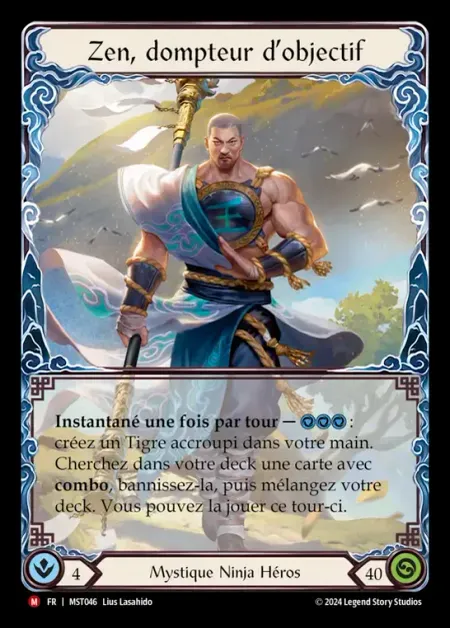 Zen, dompteur d'objectif
Instantané une fois par tour — :
créez un Tigre accroupi dans votre main.
Cherchez dans votre deck une carte avec
combo, bannissez-la, puis mélangez votre
deck. Vous pouvez la jouer ce tour-ci.
4 Mystique Ninja Héros 40
M FR | MST046 Lius Lasahido © 2024 Legend Story Studios